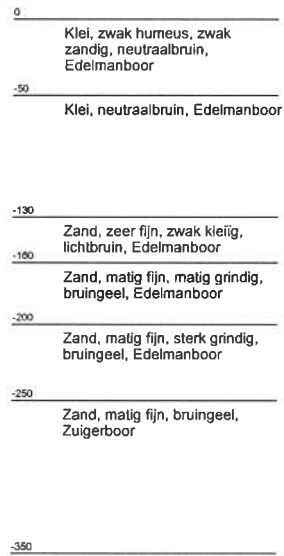 0
Klei, zwak humeus, zwak
zandig, neutraalbruin,
Edelmanboor
-50
Klei, neutraalbruin, Edelmanboor
-130
Zand, zeer fijn, zwak kleiïg,
lichtbruin, Edelmanboor
-160
Zand, matig fijn, matig grindig,
bruingeel, Edelmanboor
-200
Zand, matig fijn, sterk grindig,
bruingeel, Edelmanboor
-250
Zand, matig fijn, bruingeel,
Zuigerboor
-350